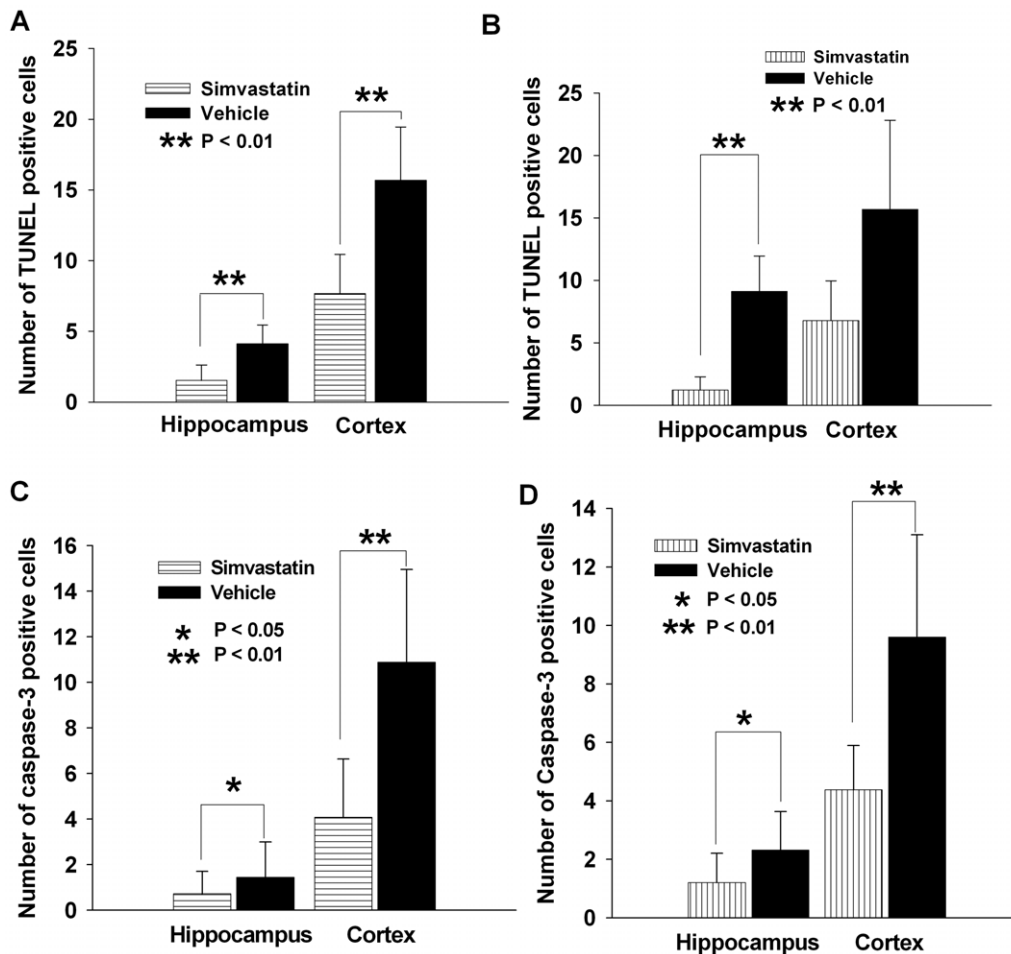 A
Number of TUNEL positive cells
25
20
15
10
5
0
Simvastatin
Vehicle
** P < 0.01
**
**
Hippocampus Cortex
B
Number of TUNEL positive cells
25
20
15
10
5
0
Simvastatin
Vehicle
** P < 0.01
**
Hippocampus Cortex
C
Number of caspase-3 positive cells
16
14
12
10
8
6
4
2
0
Simvastatin
Vehicle
* P < 0.05
** P < 0.01
*
**
Hippocampus Cortex
D
Number of Caspase-3 positive cells
14
12
10
8
6
4
2
0
Simvastatin
Vehicle
* P < 0.05
** P < 0.01
*
**
Hippocampus Cortex